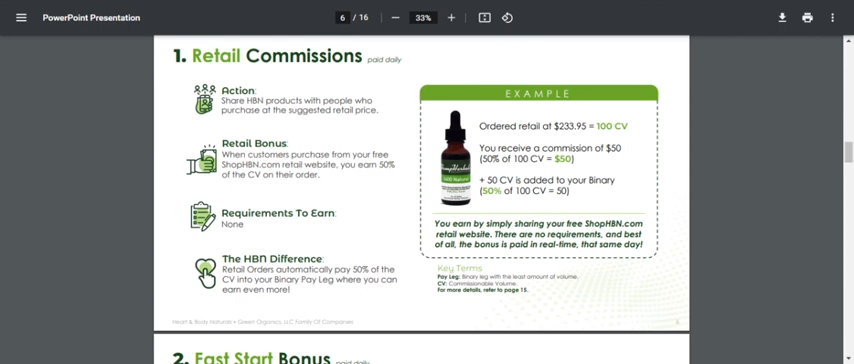 PowerPoint Presentation
6 / 16
33%
1. Retail Commissions paid daily
Action:
Share HBN products with people who
purchase at the suggested retail price.
Retail Bonus:
When customers purchase from your free
ShopHBN.com retail website, you earn 50%
of the CV on their order.
Requirements To Earn:
None
The HBN Difference:
Retail Orders automatically pay 50% of the
CV into your Binary Pay Leg where you can
earn even more!
EXAMPLE
Ordered retail at $233.95 = 100 CV
You receive a commission of $50
(50% of 100 CV = $50)
+ 50 CV is added to your Binary
(50% of 100 CV = 50)
You earn by simply sharing your free ShopHBN.com
retail website. There are no requirements, and best
of all, the bonus is paid in real-time, that same day!
Key Terms
Pay Leg: Binary leg with the least amount of volume.
CV: Commissionable Volume.
For more details, refer to page 15.
Heart & Body Naturals • Green Organics, LLC Family Of Companies
2. Fast Start Bonus paid daily